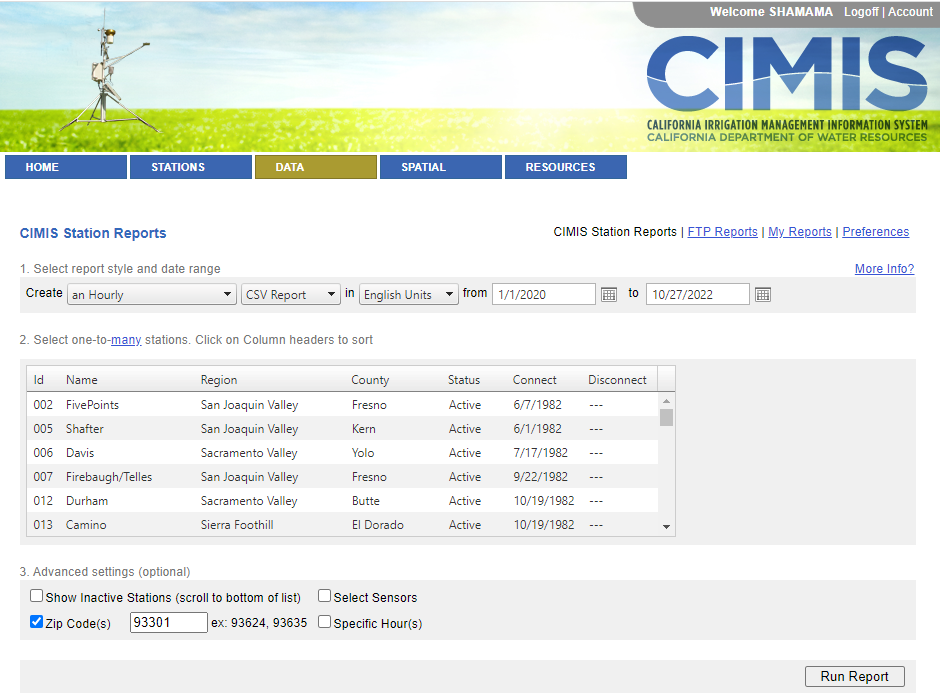 Welcome SHAMAMA Logoff | Account
CIMIS
CALIFORNIA IRRIGATION MANAGEMENT INFORMATION SYSTEM
CALIFORNIA DEPARTMENT OF WATER RESOURCES
HOME STATIONS DATA SPATIAL RESOURCES
CIMIS Station Reports CIMIS Station Reports | FTP Reports | My Reports | Preferences
1. Select report style and date range More Info?
Create an Hourly CSV Report in English Units from 1/1/2020 to 10/27/2022
2. Select one-to-many stations. Click on Column headers to sort
Id Name Region County Status Connect Disconnect
002 FivePoints San Joaquin Valley Fresno Active 6/7/1982 ---
005 Shafter San Joaquin Valley Kern Active 6/1/1982 ---
006 Davis Sacramento Valley Yolo Active 7/17/1982 ---
007 Firebaugh/Telles San Joaquin Valley Fresno Active 9/22/1982 ---
012 Durham Sacramento Valley Butte Active 10/19/1982 ---
013 Camino Sierra Foothill El Dorado Active 10/19/1982 ---
3. Advanced settings (optional)
Show Inactive Stations (scroll to bottom of list) Select Sensors
Zip Code(s) 93301 ex: 93624, 93635 Specific Hour(s)
Run Report